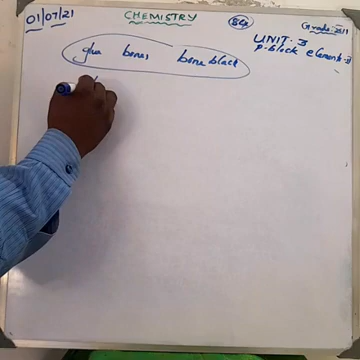 01/07/21
CHEMISTRY
Grade: XII
UNIT-3
P-block elements-II
glue bones bone black